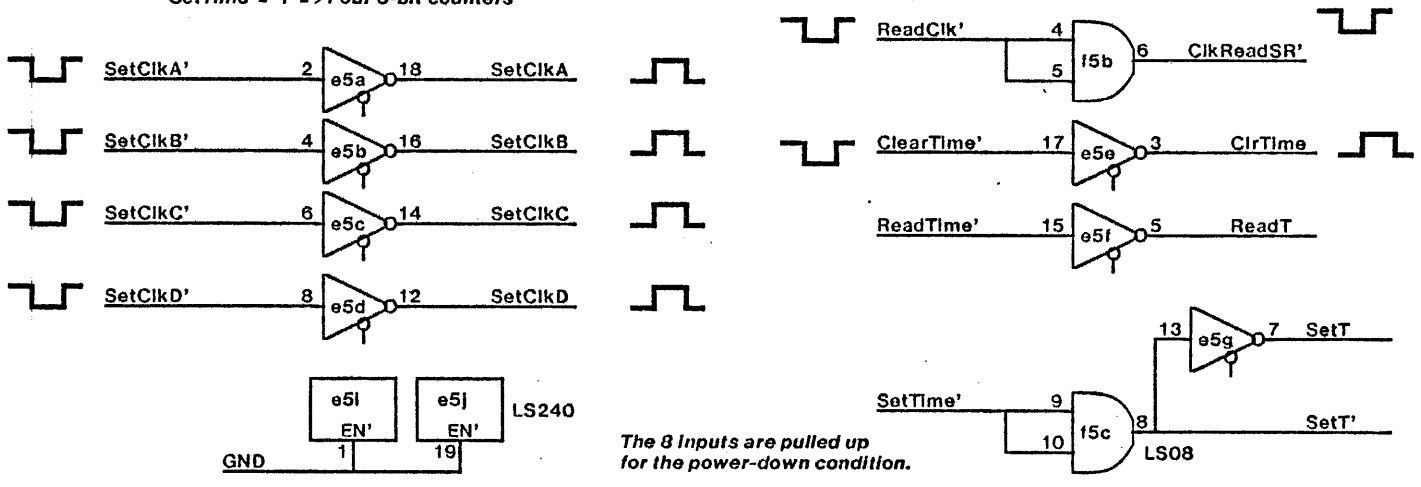 SetTime = 1 => Four 8-bit counters
SetClkA' 2 e5a 18 SetClkA
SetClkB' 4 e5b 16 SetClkB
SetClkC' 6 e5c 14 SetClkC
SetClkD' 8 e5d 12 SetClkD
e5i e5j LS240
EN' EN'
1 19
GND
The 8 inputs are pulled up
for the power-down condition.
ReadClk' 4 5 f5b 6 ClkReadSR'
ClearTime' 17 e5e 3 ClrTime
ReadTime' 15 e5f 5 ReadT
13 e5g 7 SetT
SetTime' 9 10 f5c 8 SetT'
LS08